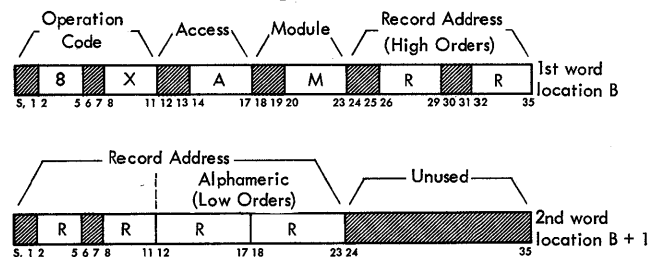 Operation Code Access Module Record Address (High Orders)
8 X A M R R 1st word location B
S, 1 2 5 6 7 8 11 12 13 14 17 18 19 20 23 24 25 26 29 30 31 32 35
Record Address
Alphameric (Low Orders) Unused
R R R R 2nd word location B + 1
S, 1 2 5 6 7 8 11 12 17 18 23 24 35